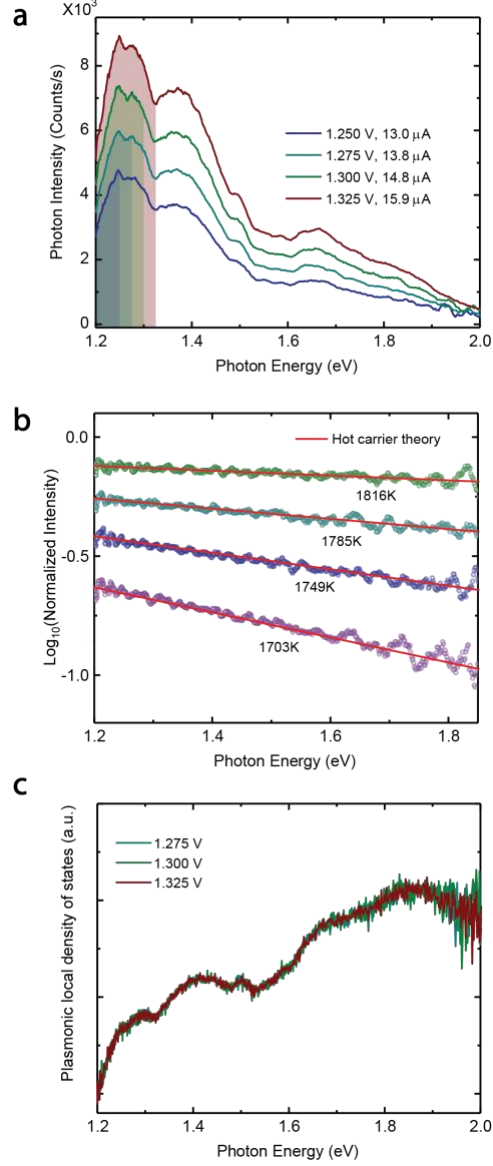 a
X10³
8
6
4
2
0
Photon Intensity (Counts/s)
1.250 V, 13.0 μA
1.275 V, 13.8 μA
1.300 V, 14.8 μA
1.325 V, 15.9 μA
1.2 1.4 1.6 1.8 2.0
Photon Energy (eV)
b
0.0
-0.5
-1.0
Log₁₀(Normalized Intensity)
Hot carrier theory
1816K
1785K
1749K
1703K
1.2 1.4 1.6 1.8
Photon Energy (eV)
c
Plasmonic local density of states (a.u.)
1.275 V
1.300 V
1.325 V
1.2 1.4 1.6 1.8 2.0
Photon Energy (eV)